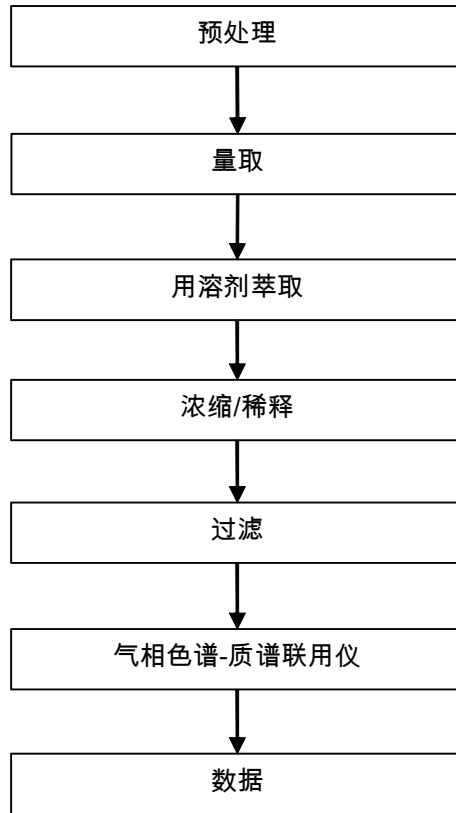 预处理
量取
用溶剂萃取
浓缩/稀释
过滤
气相色谱-质谱联用仪
数据